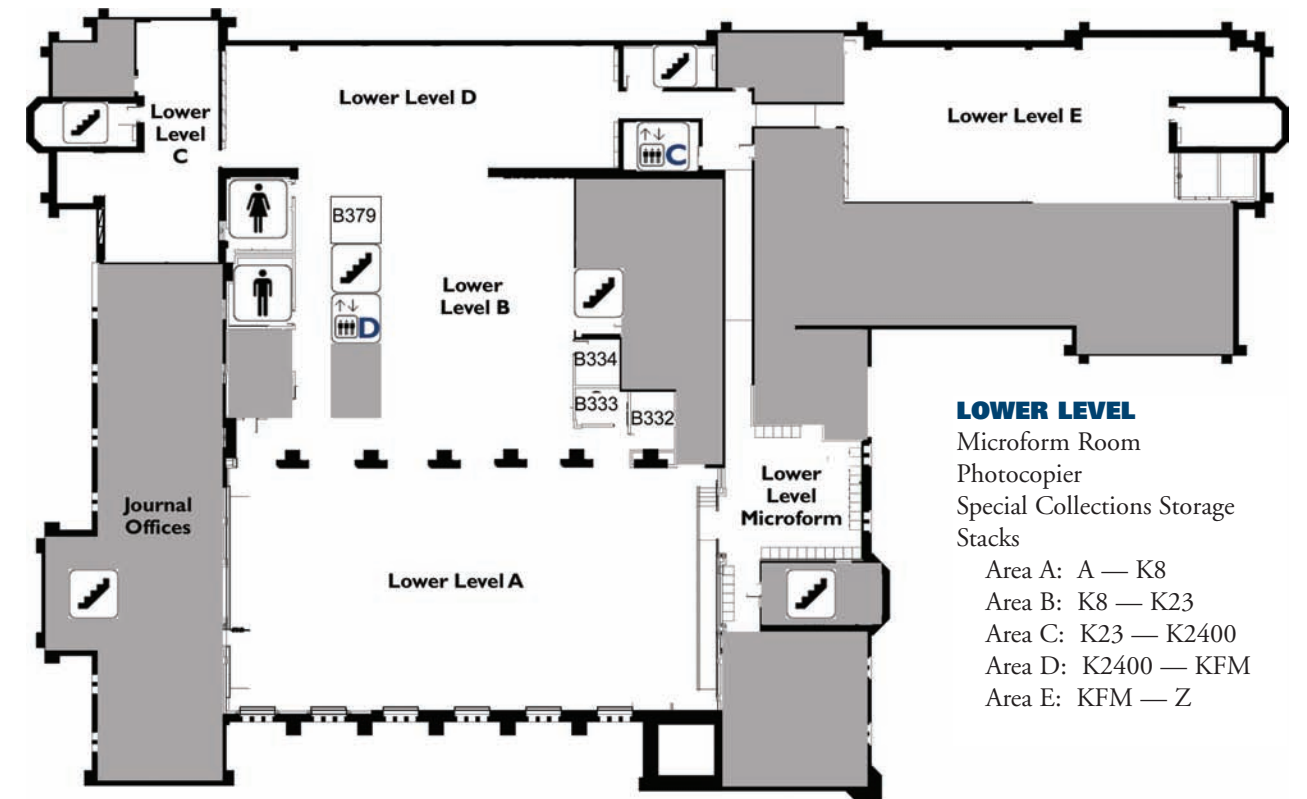 Lower Level D
Lower
Level
C
Lower Level E
C
B379
Lower
Level B
D
B334
B333
B332
LOWER LEVEL
Microform Room
Photocopier
Special Collections Storage
Stacks
Area A: A — K8
Area B: K8 — K23
Area C: K23 — K2400
Area D: K2400 — KFM
Area E: KFM — Z
Lower
Level
Microform
Journal
Offices
Lower Level A